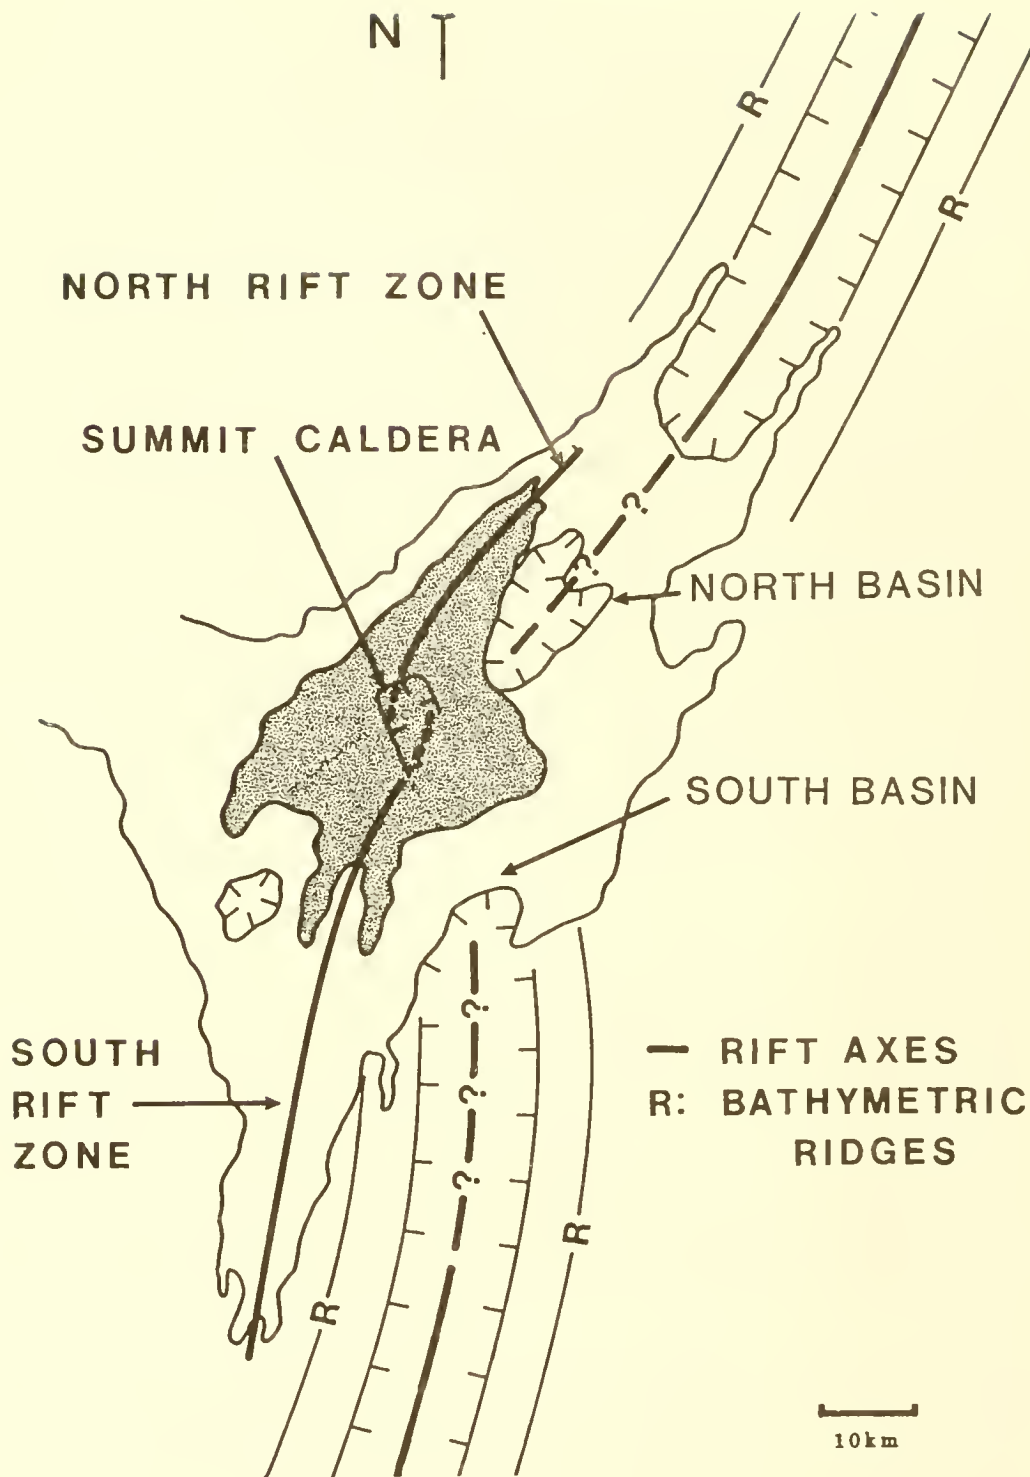 N
R
R
NORTH RIFT ZONE
SUMMIT CALDERA
?
?
NORTH BASIN
SOUTH BASIN
?
?
?
SOUTH
RIFT
ZONE
RIFT AXES
R: BATHYMETRIC
RIDGES
R
R
10km